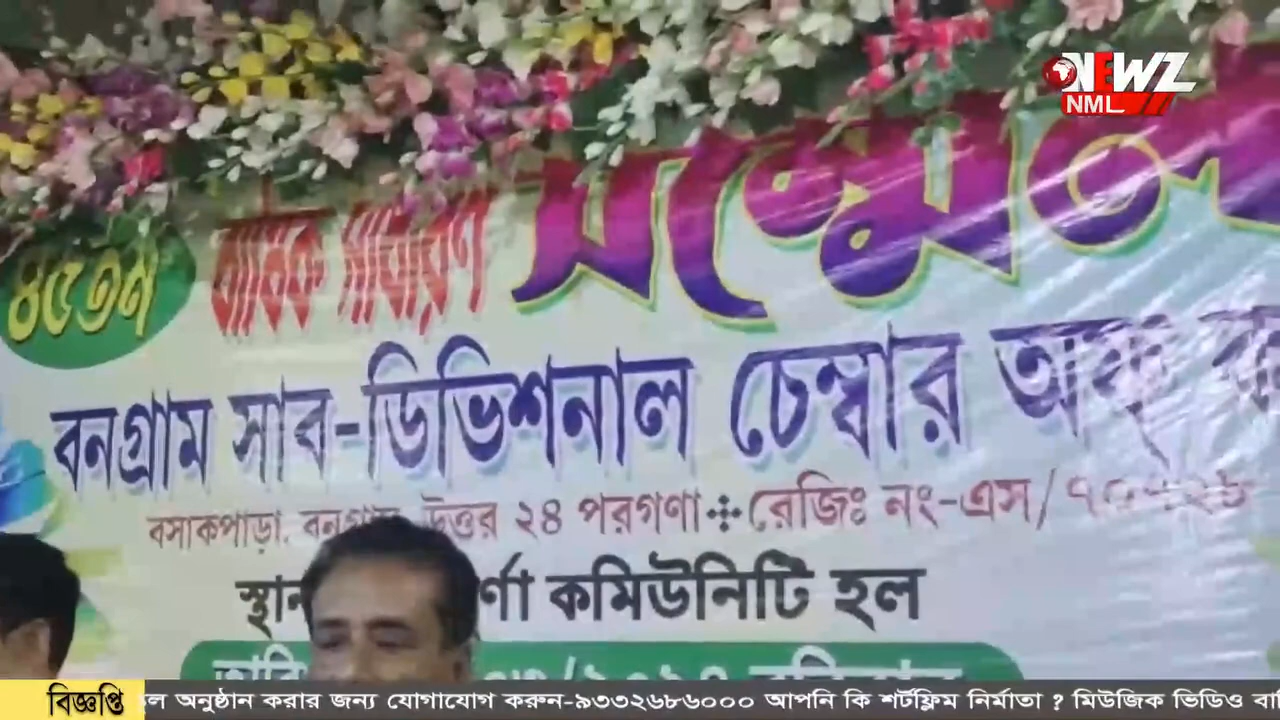 NEWZ
NML
৪৫তম বার্ষিক সাধারণ সম্মেলন
বনগ্রাম সাব-ডিভিশনাল চেম্বার অফ্
বসাকপাড়া, বনগ্রাম, উত্তর ২৪ পরগণা রেজিঃ নং-এস/
কমিউনিটি হল
বিজ্ঞপ্তি অনুষ্ঠান করার জন্য যোগাযোগ করুন-৯৩৩২৬৮৬০০০ আপনি কি শর্টফ্লিম নির্মাতা ? মিউজিক ভিডিও